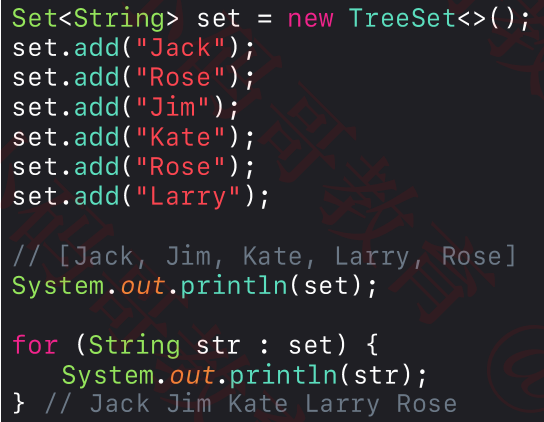 Set<String> set = new TreeSet<>();
set.add("Jack");
set.add("Rose");
set.add("Jim");
set.add("Kate");
set.add("Rose");
set.add("Larry");

// [Jack, Jim, Kate, Larry, Rose]
System.out.println(set);

for (String str : set) {
    System.out.println(str);
} // Jack Jim Kate Larry Rose